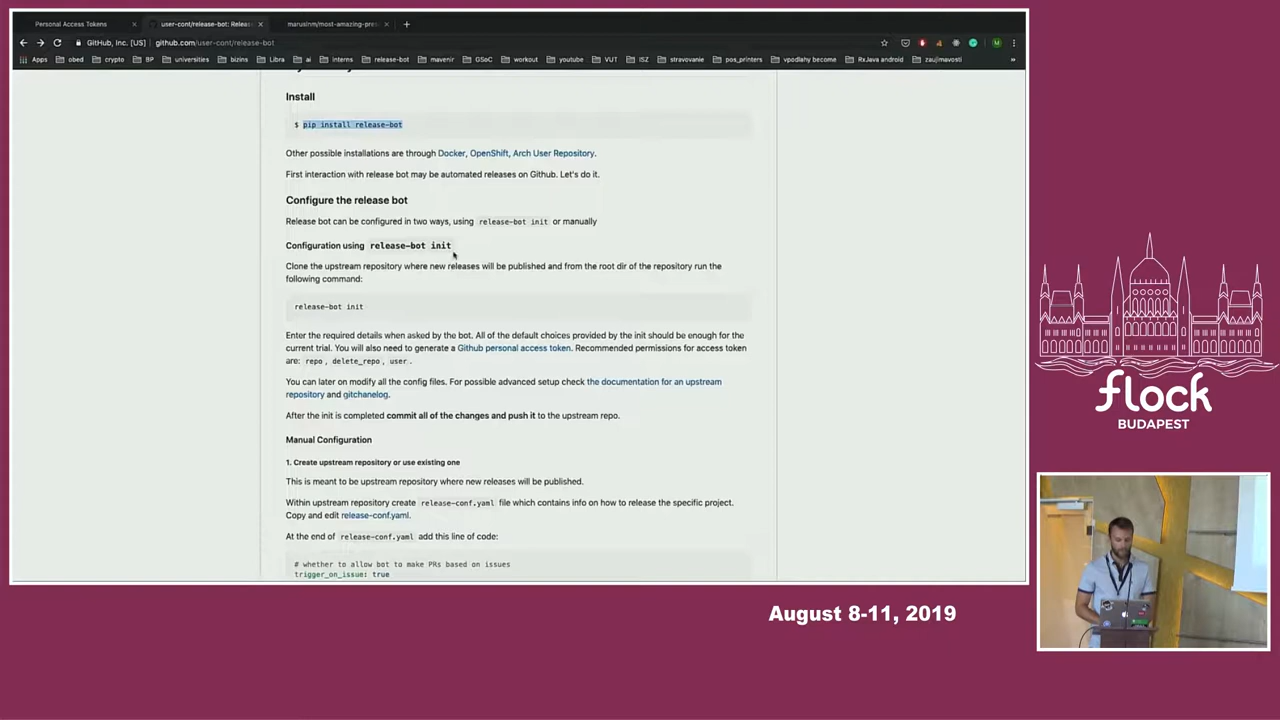 Personal Access Tokens
user-cont/release-bot: Releas
marusinm/most-amazing-pres
GitHub, Inc. [US]
github.com/user-cont/release-bot
Apps
obed
crypto
BP
universities
bizins
Libra
ai
interns
release-bot
mavenir
GSoC
workout
youtube
VUT
ISZ
stravovanie
pos_printers
vpodlahy become
RxJava android
zaujimavosti
»
Install
$ pip install release-bot
Other possible installations are through Docker, OpenShift, Arch User Repository.
First interaction with release bot may be automated releases on Github. Let's do it.
Configure the release bot
Release bot can be configured in two ways, using release-bot init or manually
Configuration using release-bot init
Clone the upstream repository where new releases will be published and from the root dir of the repository run the
following command:
release-bot init
Enter the required details when asked by the bot. All of the default choices provided by the init should be enough for the
current trial. You will also need to generate a Github personal access token. Recommended permissions for access token
are: repo, delete_repo, user.
You can later on modify all the config files. For possible advanced setup check the documentation for an upstream
repository and gitchangelog.
After the init is completed commit all of the changes and push it to the upstream repo.
Manual Configuration
1. Create upstream repository or use existing one
This is meant to be upstream repository where new releases will be published.
Within upstream repository create release-conf.yaml file which contains info on how to release the specific project.
Copy and edit release-conf.yaml.
At the end of release-conf.yaml add this line of code:
# whether to allow bot to make PRs based on issues
trigger_on_issue: true
flock
BUDAPEST
August 8-11, 2019